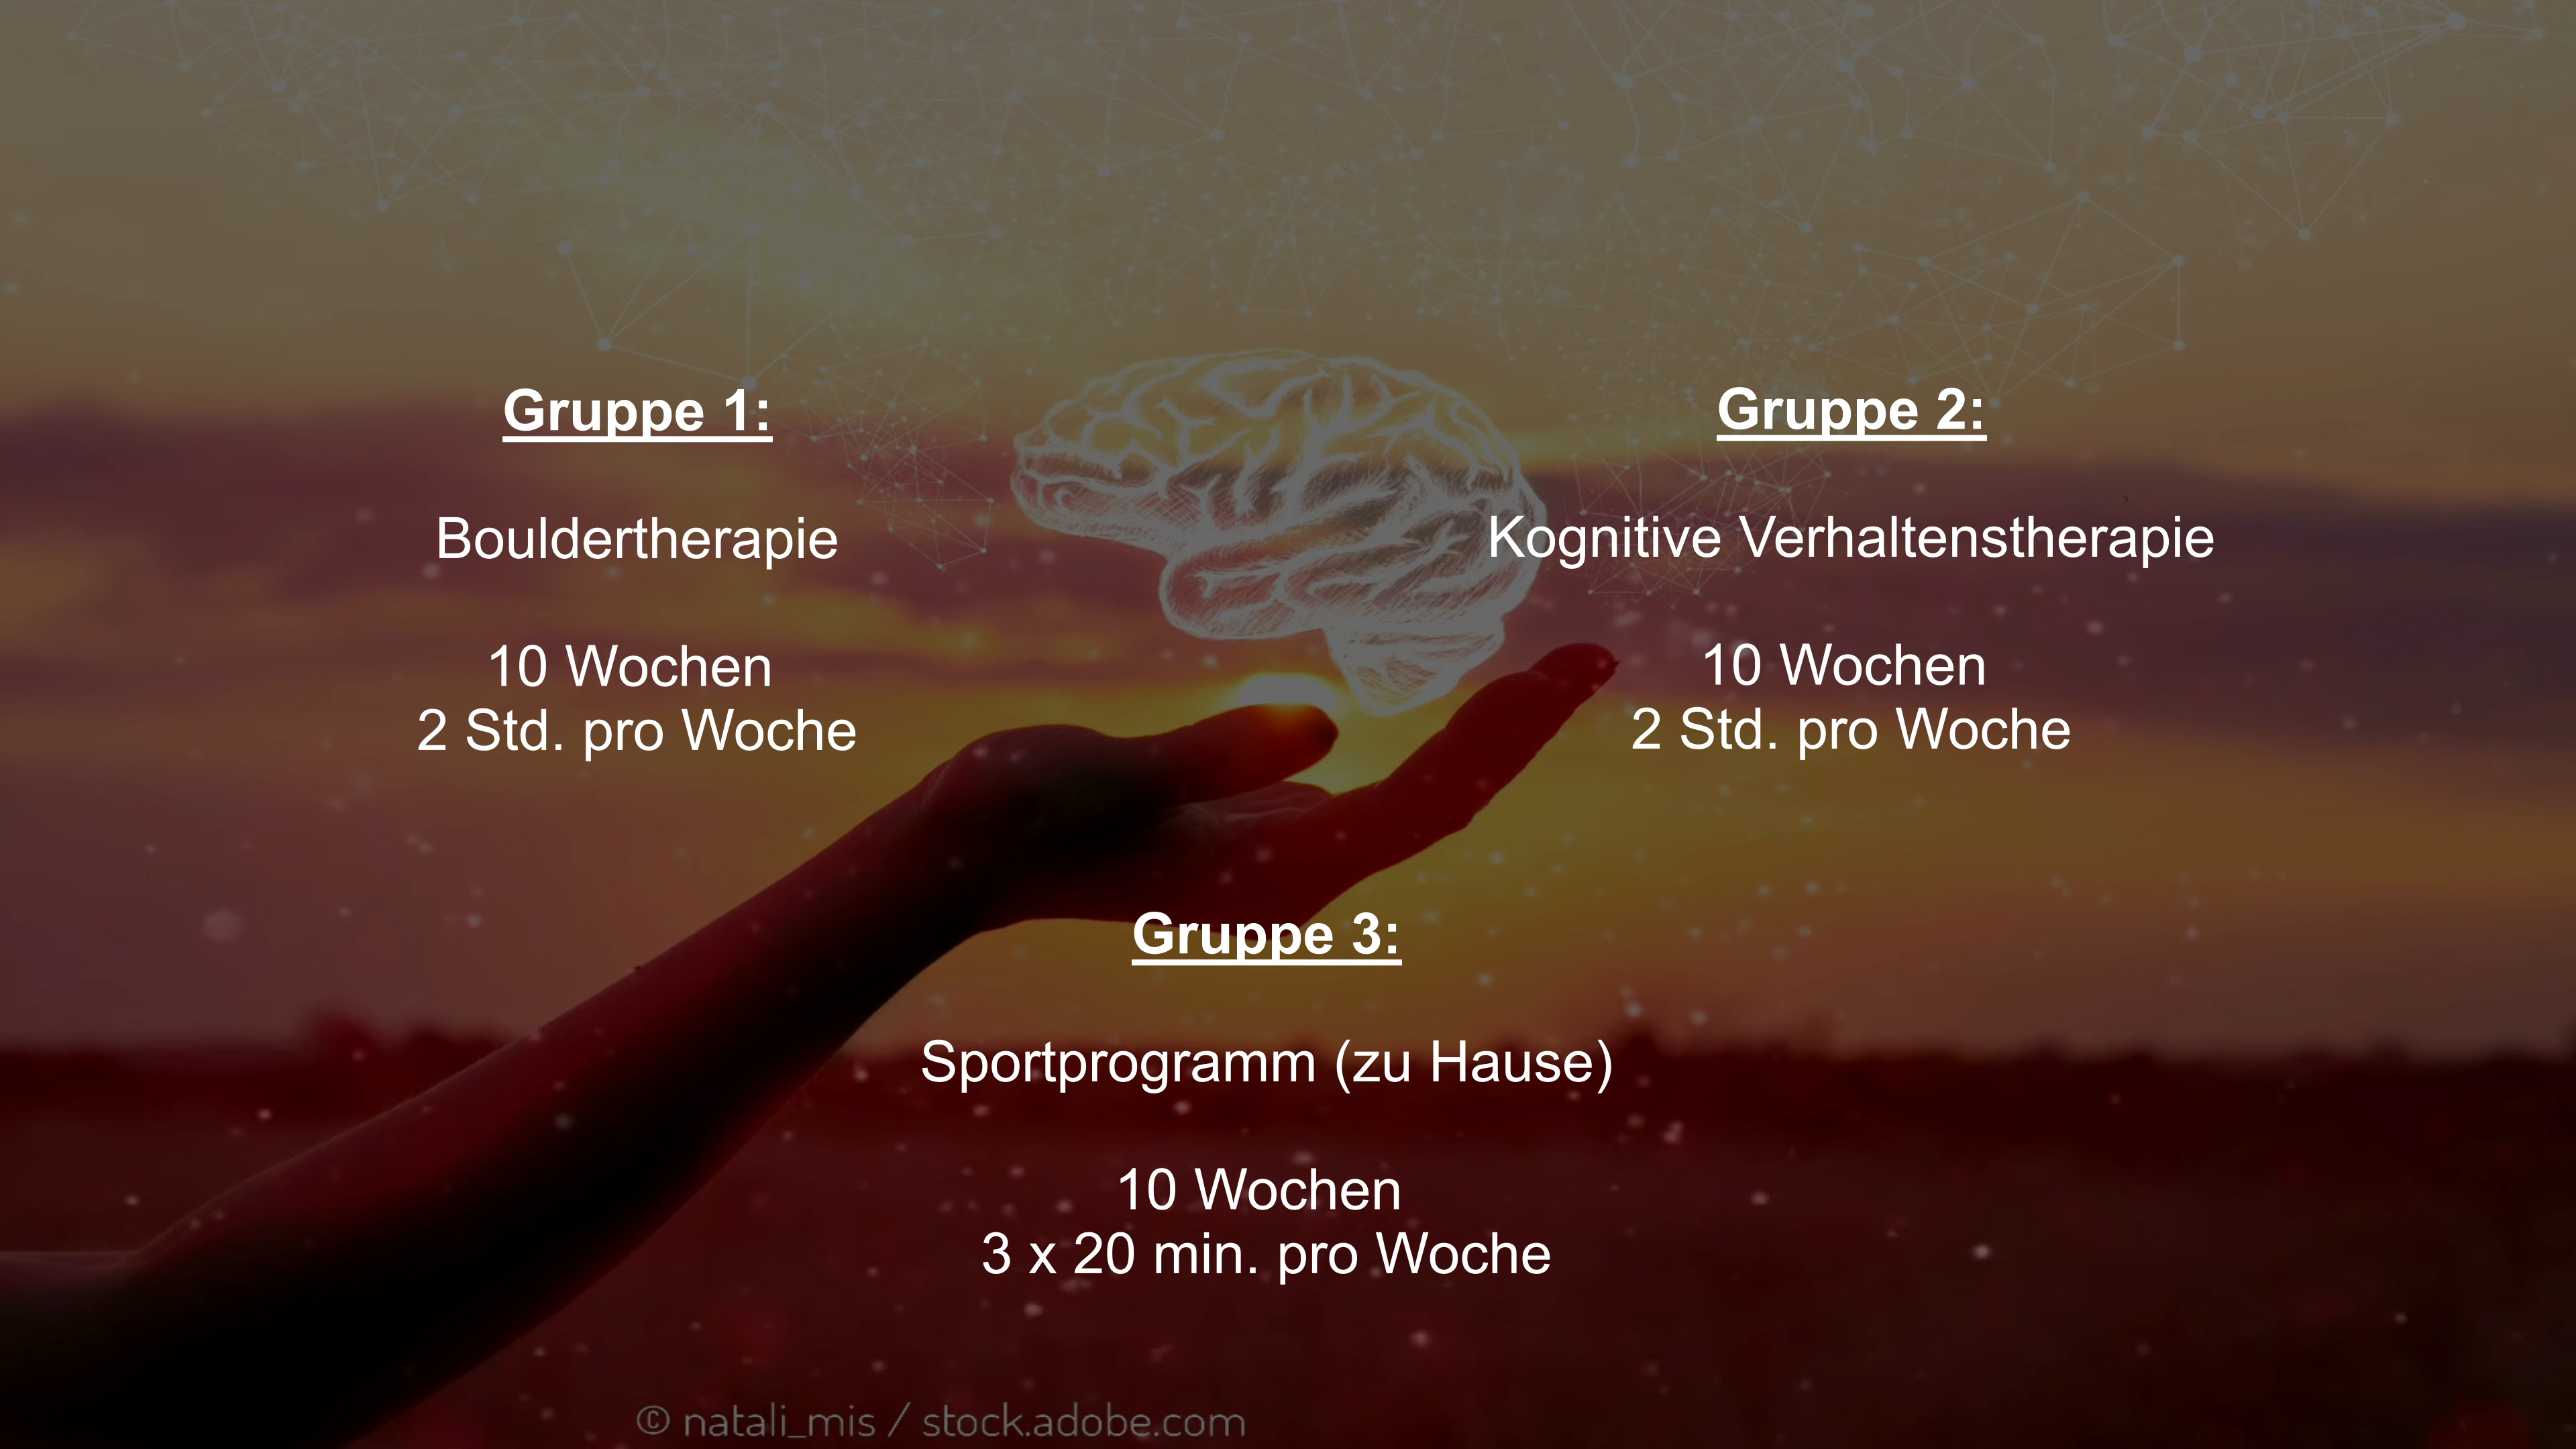 Gruppe 1:
Bouldertherapie
10 Wochen
2 Std. pro Woche
Gruppe 2:
Kognitive Verhaltenstherapie
10 Wochen
2 Std. pro Woche
Gruppe 3:
Sportprogramm (zu Hause)
10 Wochen
3 x 20 min. pro Woche
© natali_mis / stock.adobe.com